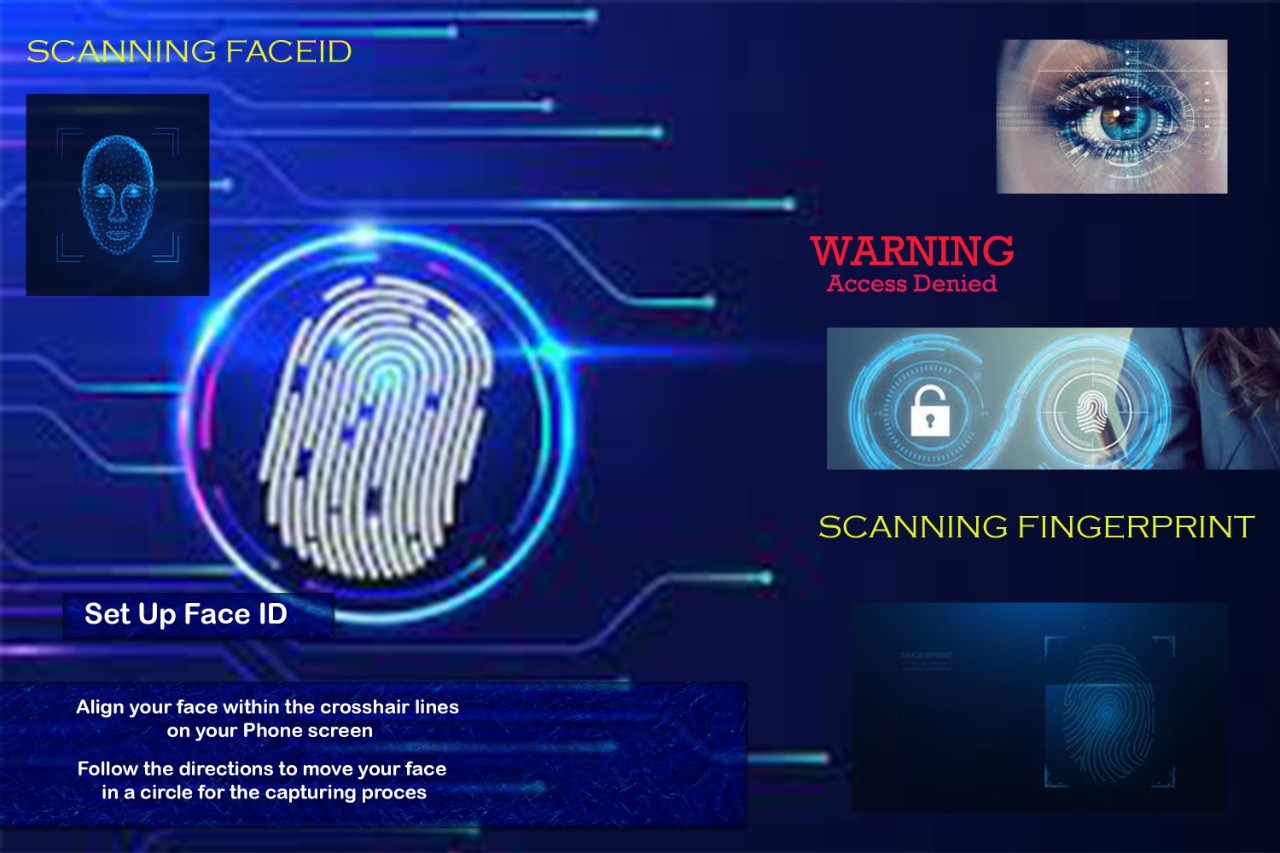 SCANNING FACEID
WARNING
Access Denied
SCANNING FINGERPRINT
Set Up Face ID
Align your face within the crosshair lines
on your Phone screen
Follow the directions to move your face
in a circle for the capturing proces
FINGERPRINT